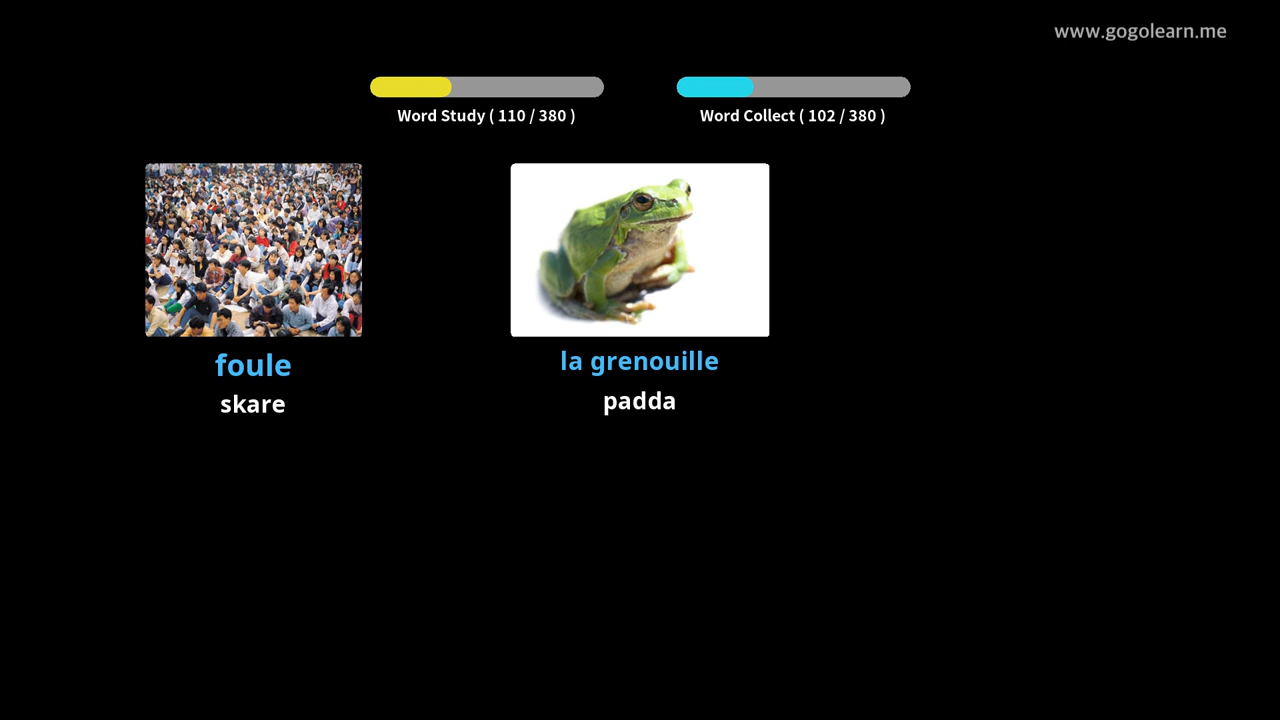 www.gogolearn.me
Word Study ( 110 / 380 )
Word Collect ( 102 / 380 )
foule
skare
la grenouille
padda